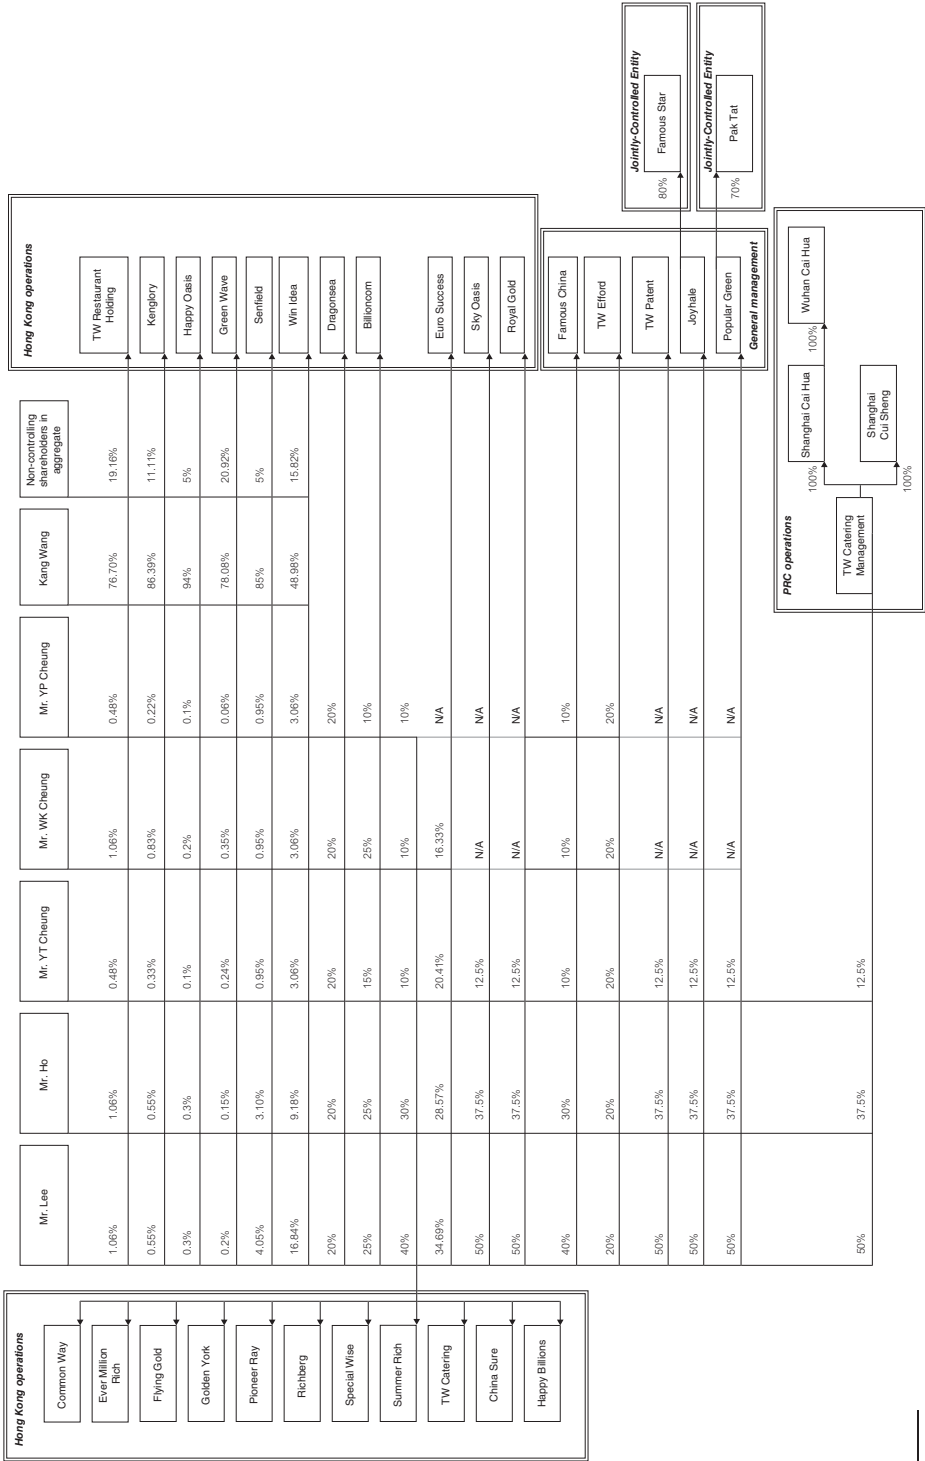 Hong Kong operations
Common Way
Ever Million
Rich
Flying Gold
Golden York
Pioneer Ray
Richberg
Special Wise
Summer Rich
TW Catering
China Sure
Happy Billions
Mr. Lee
Mr. Ho
Mr. YT Cheung
Mr. WK Cheung
Mr. YP Cheung
Kang Wang
Non-controlling
shareholders in
aggregate
Hong Kong operations
1.06% 1.06% 0.48% 1.06% 0.48% 76.70% 19.16%
TW Restaurant
Holding
0.55% 0.55% 0.33% 0.83% 0.22% 86.39% 11.11% Kenglory
0.3% 0.3% 0.1% 0.2% 0.1% 94% 5% Happy Oasis
0.2% 0.15% 0.24% 0.35% 0.06% 78.08% 20.92% Green Wave
4.05% 3.10% 0.95% 0.95% 0.95% 85% 5% Senfield
16.84% 9.18% 3.06% 3.06% 3.06% 48.98% 15.82% Win Idea
20% 20% 20% 20% 20% Dragonsea
25% 25% 15% 25% 10% Billioncom
40% 30% 10% 10% 10%
34.69% 28.57% 20.41% 16.33% N/A Euro Success
50% 37.5% 12.5% N/A N/A Sky Oasis
50% 37.5% 12.5% N/A N/A Royal Gold
40% 30% 10% 10% 10% Famous China
20% 20% 20% 20% 20% TW Efford
50% 37.5% 12.5% N/A N/A TW Patent
50% 37.5% 12.5% N/A N/A Joyhale
50% 37.5% 12.5% N/A N/A Popular Green
General management
Jointly-Controlled Entity
80% Famous Star
Jointly-Controlled Entity
70% Pak Tat
50% 37.5% 12.5%
PRC operations
TW Catering
Management
100% Shanghai Cai Hua
100% Wuhan Cai Hua
100%
Shanghai
Cui Sheng